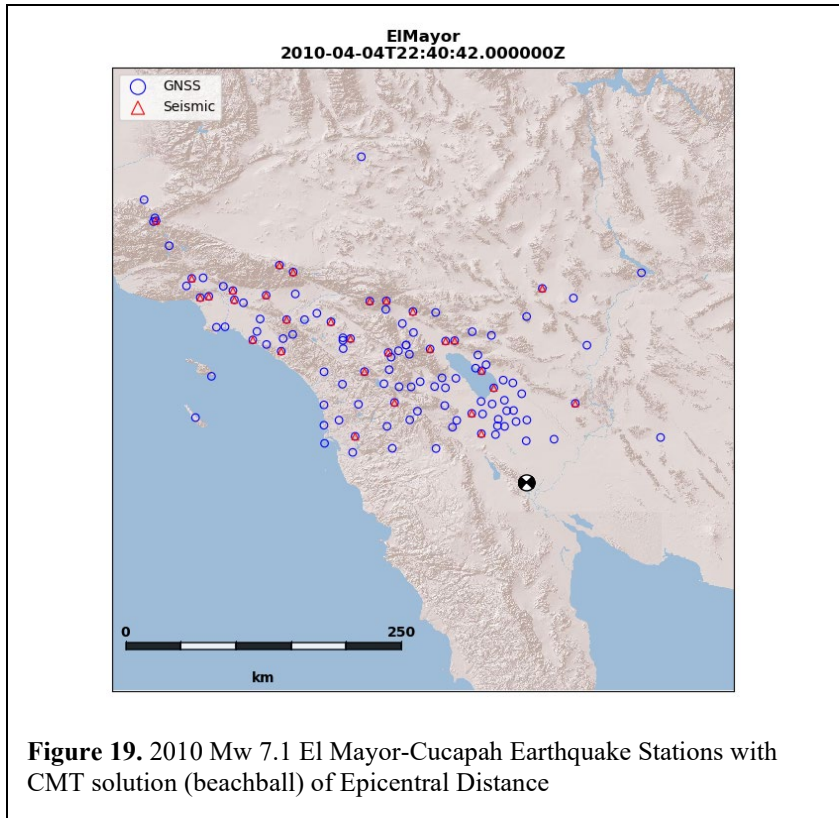 ElMayor
2010-04-04T22:40:42.000000Z
GNSS
Seismic
0 250
km
Figure 19. 2010 Mw 7.1 El Mayor-Cucapah Earthquake Stations with
CMT solution (beachball) of Epicentral Distance